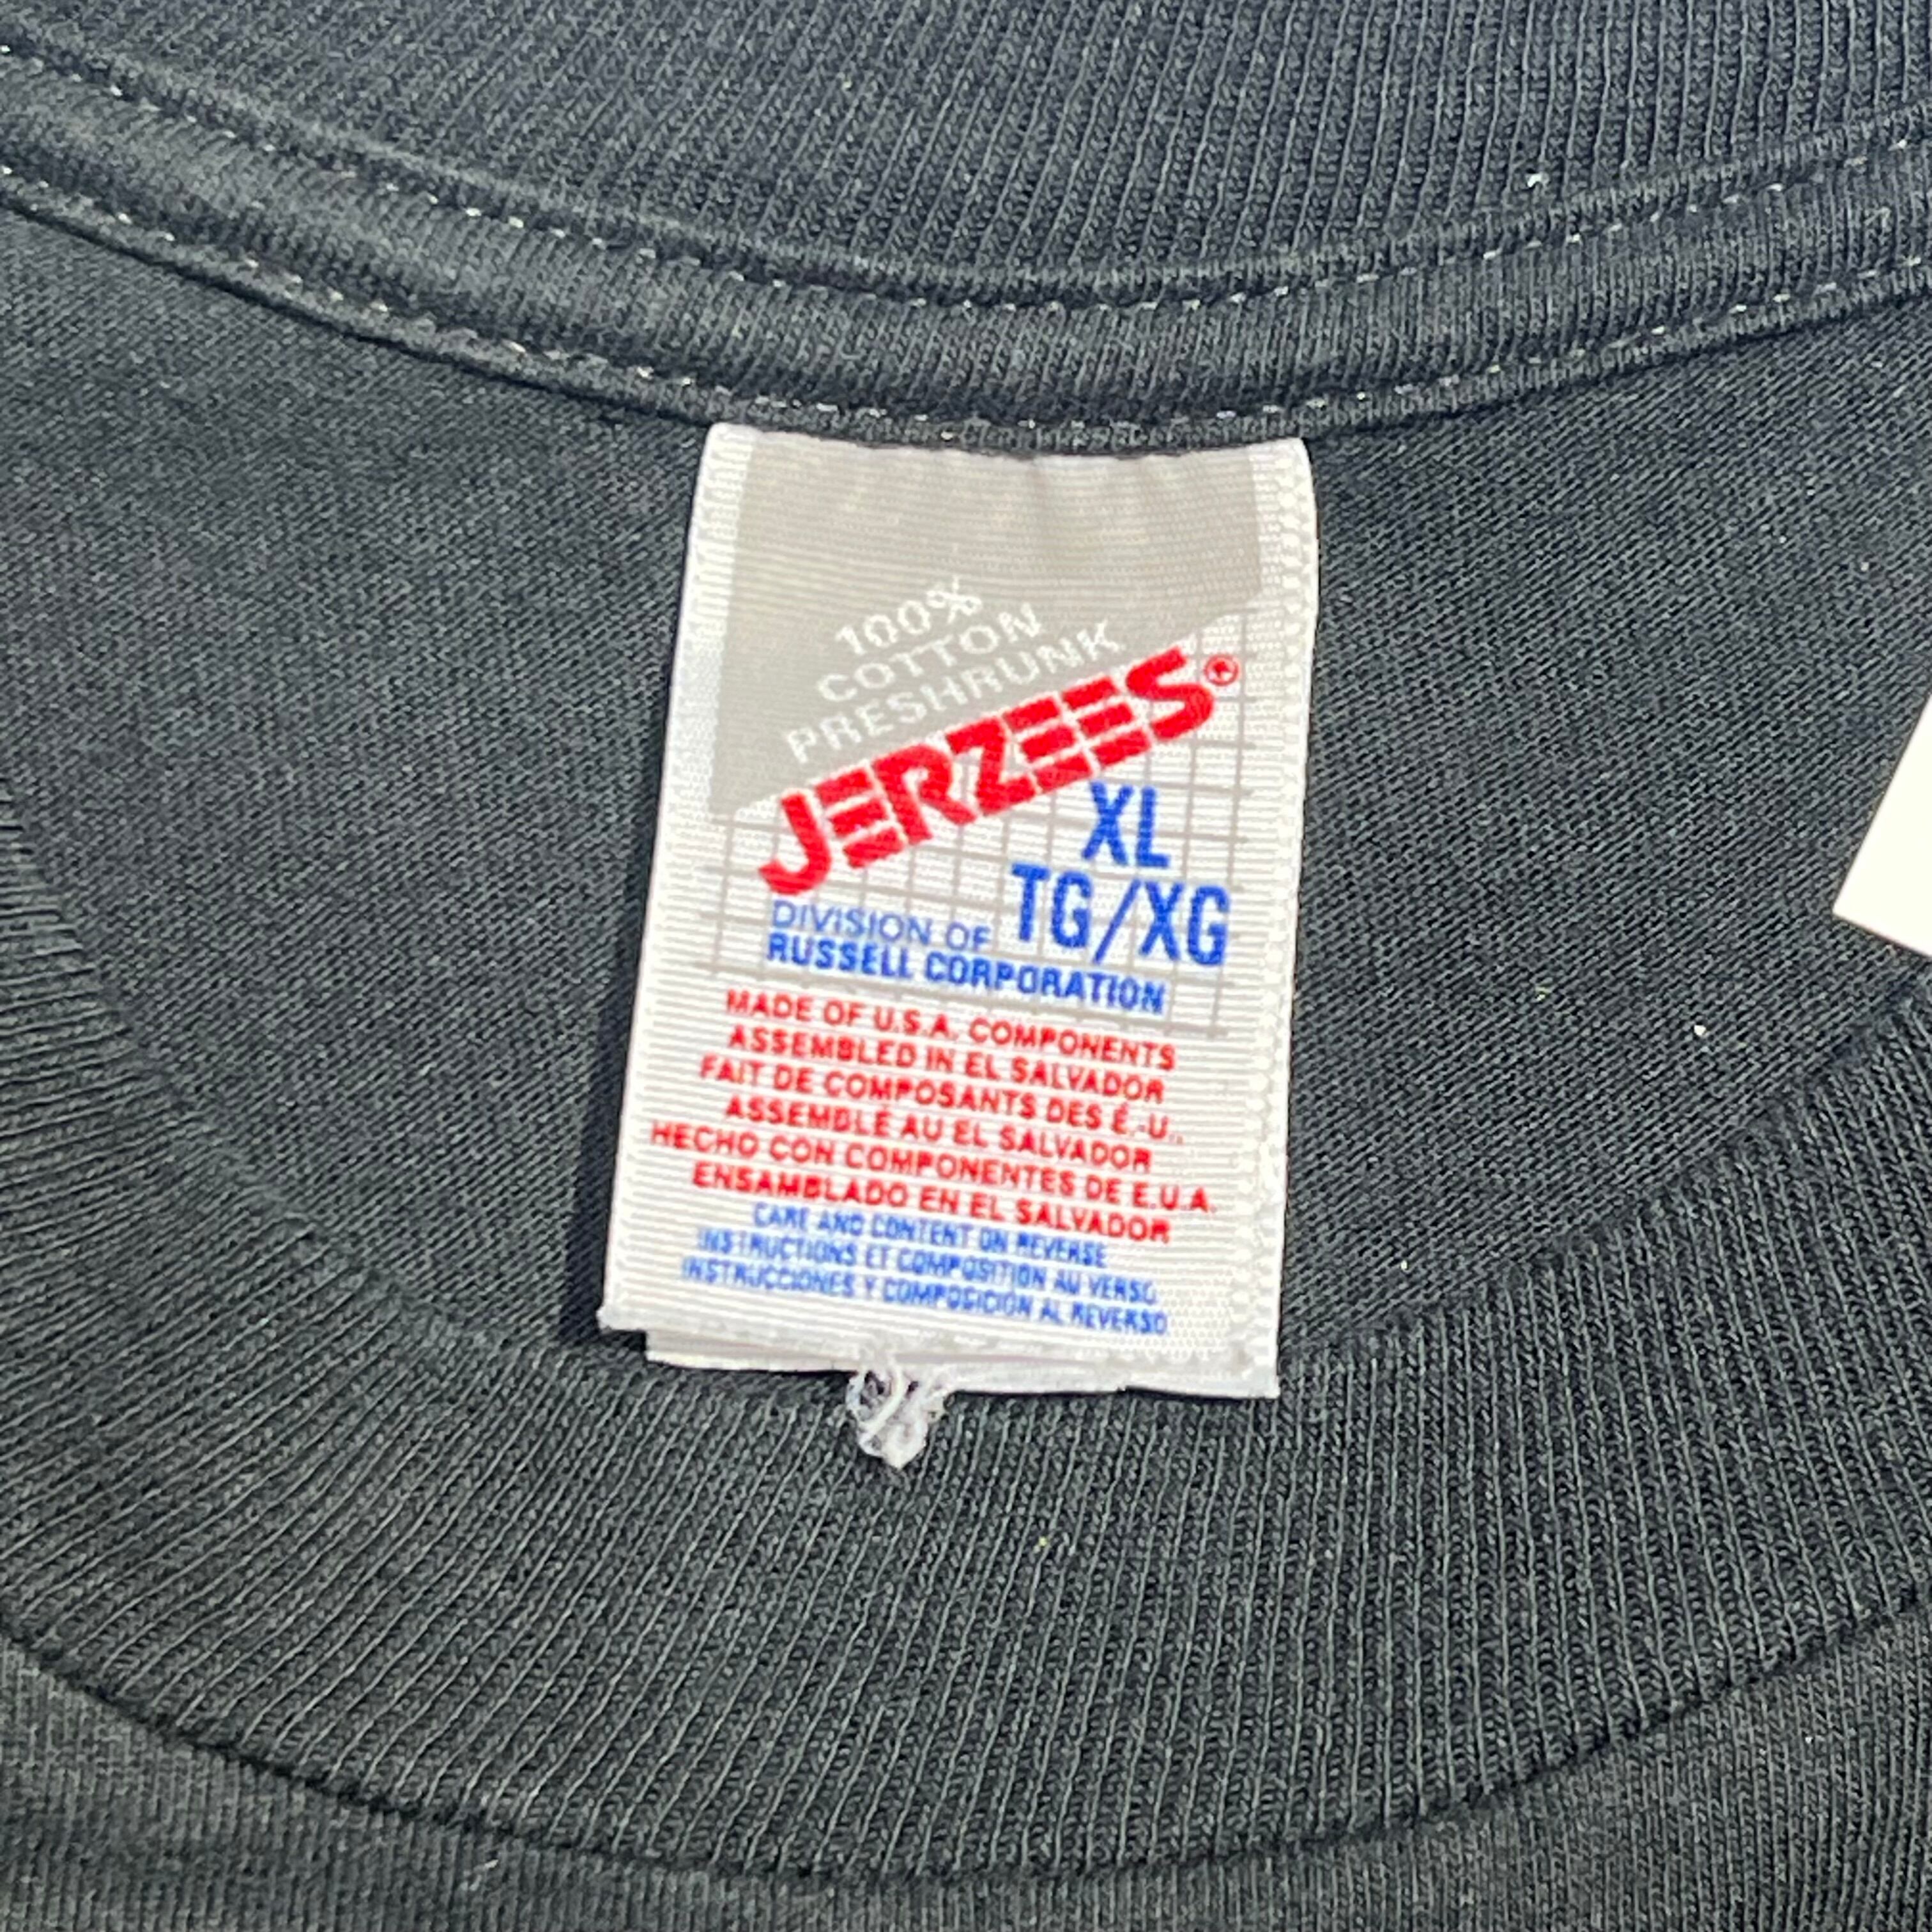 100%
COTTON
PRESHRUNK
JERZEES®
XL
TG/XG
DIVISION OF
RUSSELL CORPORATION
MADE OF U.S.A. COMPONENTS
ASSEMBLED IN EL SALVADOR
FAIT DE COMPOSANTS DES É.-U.,
ASSEMBLÉ AU EL SALVADOR
HECHO CON COMPONENTES DE E.U.A.
ENSAMBLADO EN EL SALVADOR
CARE AND CONTENT ON REVERSE
INSTRUCTIONS ET COMPOSITION AU VERSO
INSTRUCCIONES Y COMPOSICIÓN AL REVERSO